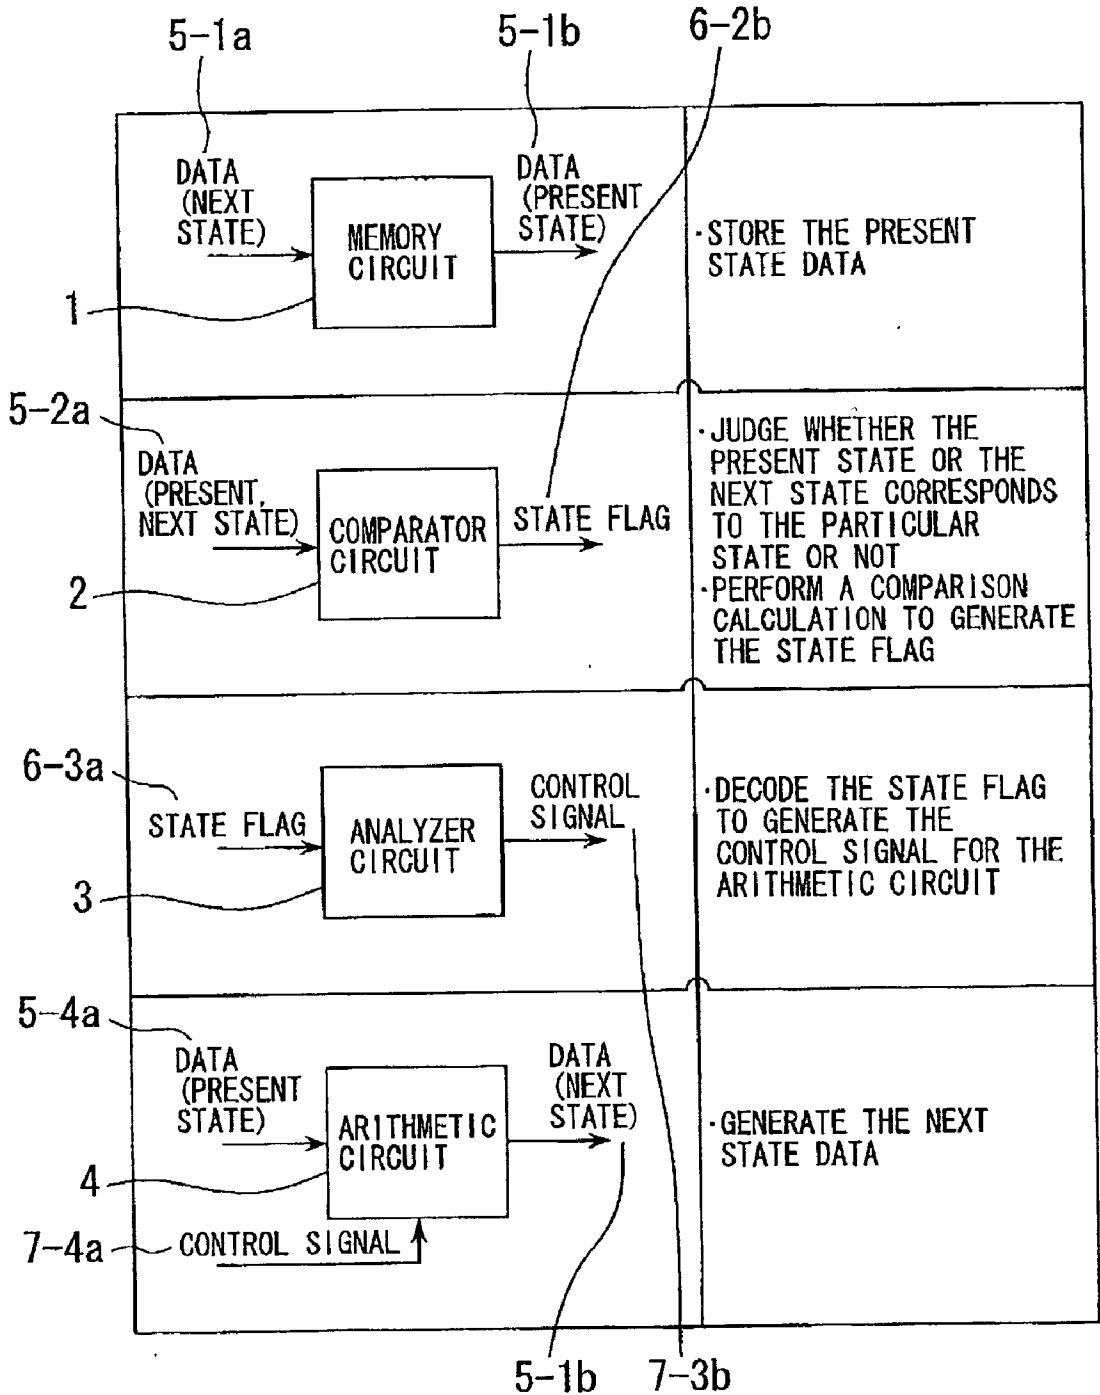 5-1a
5-1b
6-2b
DATA
(NEXT
STATE)
MEMORY
CIRCUIT
DATA
(PRESENT
STATE)
1
·STORE THE PRESENT
STATE DATA
5-2a
DATA
(PRESENT,
NEXT STATE)
COMPARATOR
CIRCUIT
STATE FLAG
2
·JUDGE WHETHER THE
PRESENT STATE OR THE
NEXT STATE CORRESPONDS
TO THE PARTICULAR
STATE OR NOT
·PERFORM A COMPARISON
CALCULATION TO GENERATE
THE STATE FLAG
6-3a
STATE FLAG
ANALYZER
CIRCUIT
CONTROL
SIGNAL
3
·DECODE THE STATE FLAG
TO GENERATE THE
CONTROL SIGNAL FOR THE
ARITHMETIC CIRCUIT
5-4a
DATA
(PRESENT
STATE)
ARITHMETIC
CIRCUIT
DATA
(NEXT
STATE)
4
7-4a
CONTROL SIGNAL
·GENERATE THE NEXT
STATE DATA
5-1b
7-3b